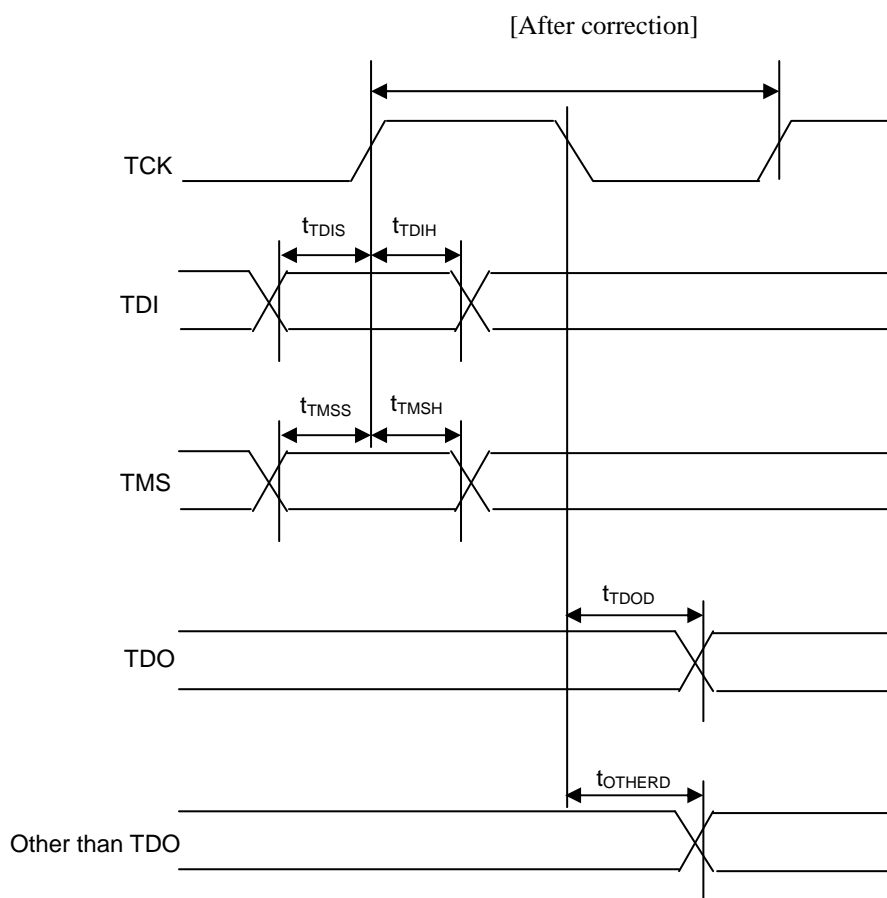 [After correction]
TCK
tTDIS tTDIH
TDI
tTMSS tTMSH
TMS
tTDOD
TDO
tOTHERD
Other than TDO